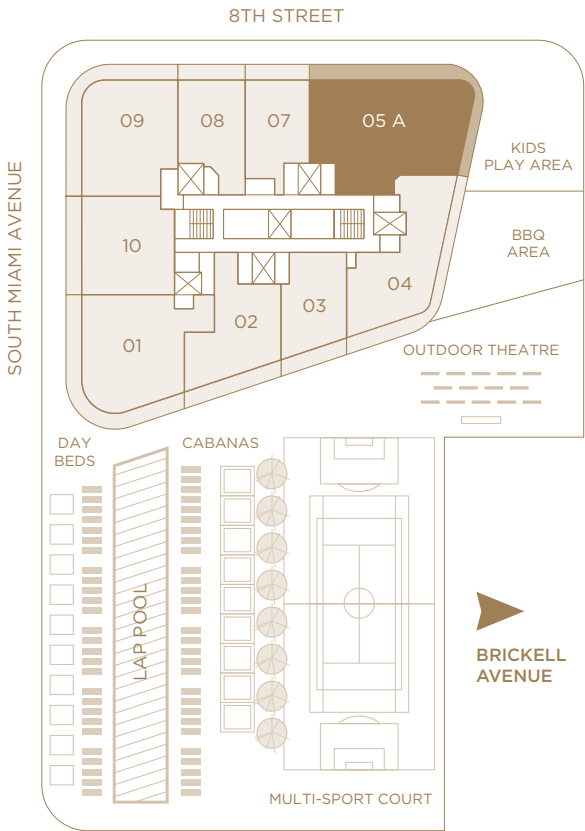 8TH STREET
09
08
07
05 A
KIDS
PLAY AREA
SOUTH MIAMI AVENUE
10
BBQ
AREA
04
03
02
01
OUTDOOR THEATRE
DAY
BEDS
CABANAS
LAP POOL
BRICKELL
AVENUE
MULTI-SPORT COURT